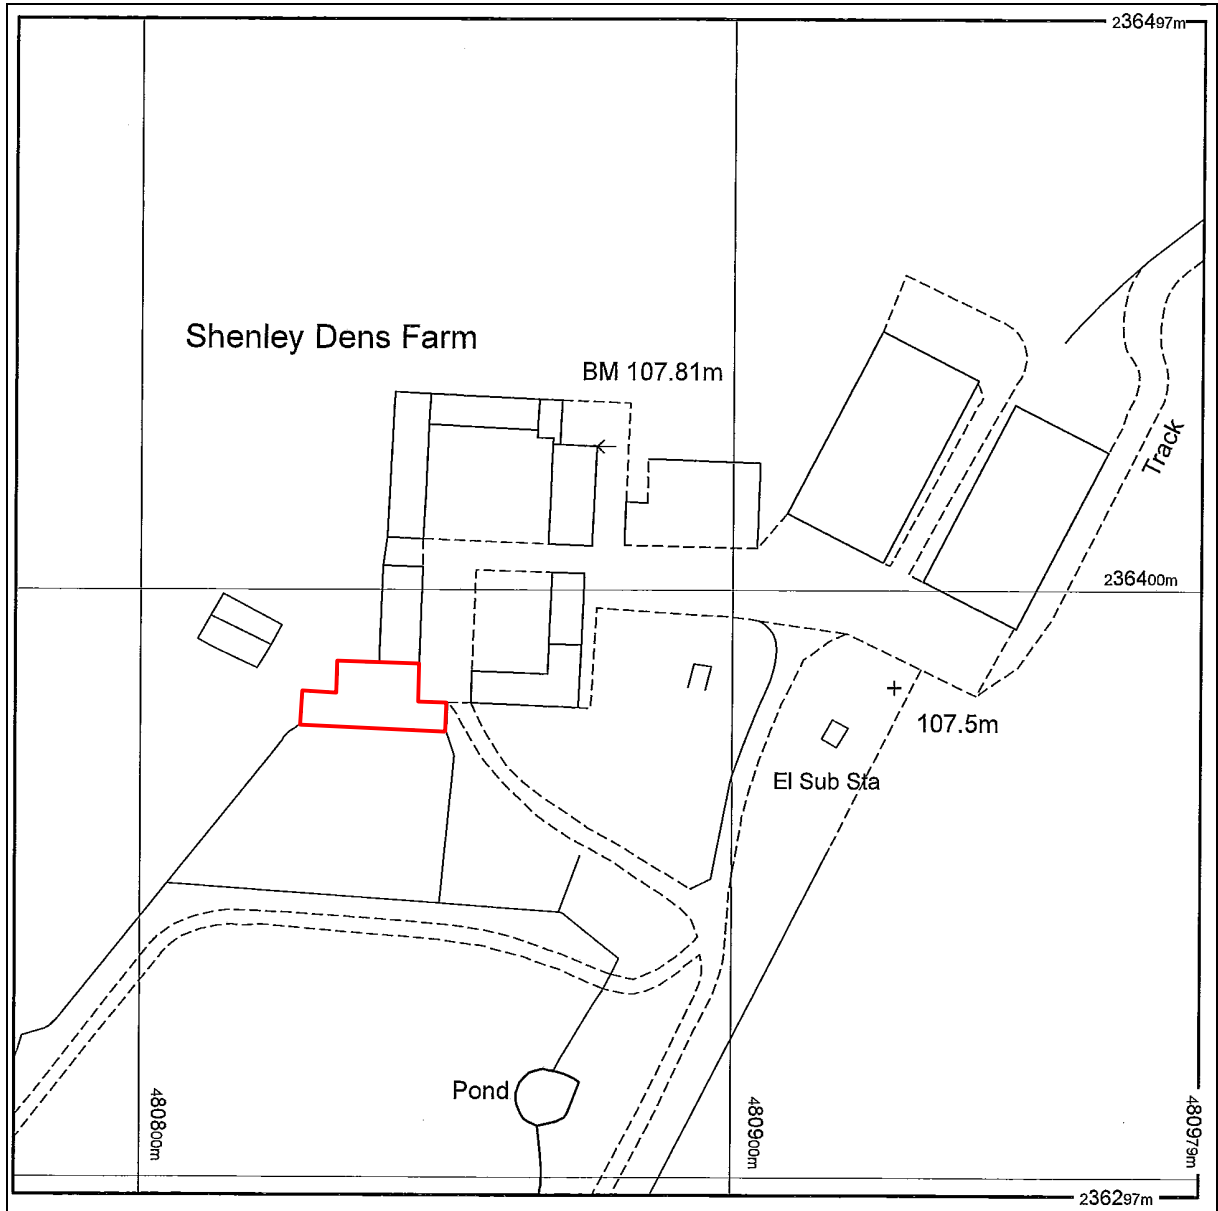 236497m
Shenley Dens Farm
BM 107.81m
Track
236400m
107.5m
El Sub Sta
Pond
480800m
480900m
480979m
236297m